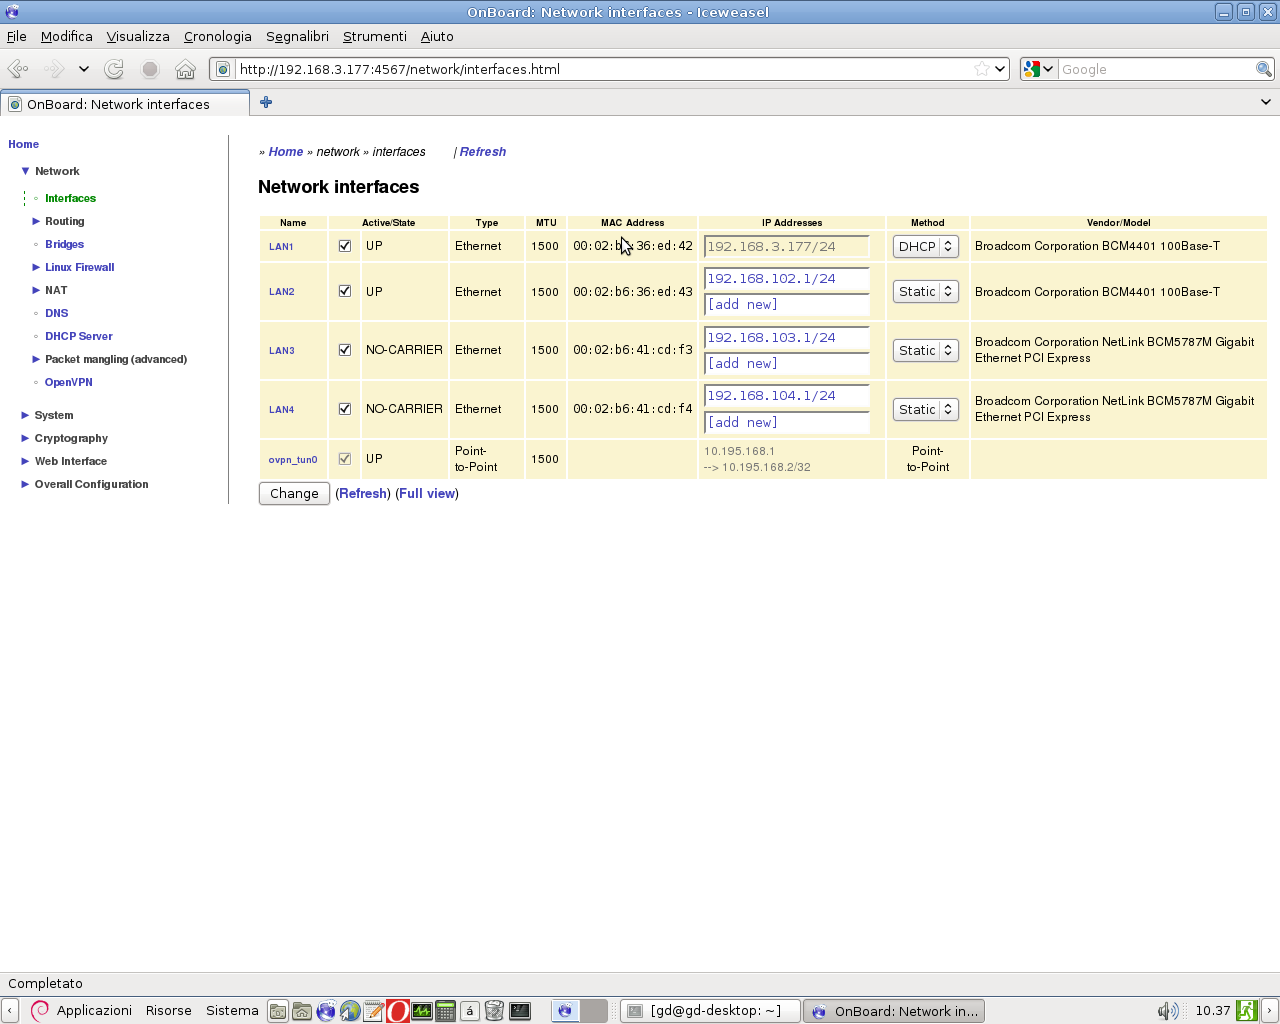 OnBoard: Network interfaces - Iceweasel
File Modifica Visualizza Cronologia Segnalibri Strumenti Aiuto
http://192.168.3.177:4567/network/interfaces.html
Google
OnBoard: Network interfaces
Home
▼ Network
Interfaces
▶ Routing
Bridges
▶ Linux Firewall
▶ NAT
DNS
DHCP Server
▶ Packet mangling (advanced)
OpenVPN
▶ System
▶ Cryptography
▶ Web Interface
▶ Overall Configuration
» Home » network » interfaces | Refresh
Network interfaces
Name Active/State Type MTU MAC Address IP Addresses Method Vendor/Model
LAN1 UP Ethernet 1500 00:02:b6:36:ed:42 192.168.3.177/24 DHCP Broadcom Corporation BCM4401 100Base-T
LAN2 UP Ethernet 1500 00:02:b6:36:ed:43 192.168.102.1/24 [add new] Static Broadcom Corporation BCM4401 100Base-T
LAN3 NO-CARRIER Ethernet 1500 00:02:b6:41:cd:f3 192.168.103.1/24 [add new] Static Broadcom Corporation NetLink BCM5787M Gigabit Ethernet PCI Express
LAN4 NO-CARRIER Ethernet 1500 00:02:b6:41:cd:f4 192.168.104.1/24 [add new] Static Broadcom Corporation NetLink BCM5787M Gigabit Ethernet PCI Express
ovpn_tun0 UP Point-to-Point 1500 10.195.168.1 --> 10.195.168.2/32 Point-to-Point
Change (Refresh) (Full view)
Completato
Applicazioni Risorse Sistema á [gd@gd-desktop: ~] OnBoard: Network in... 10.37